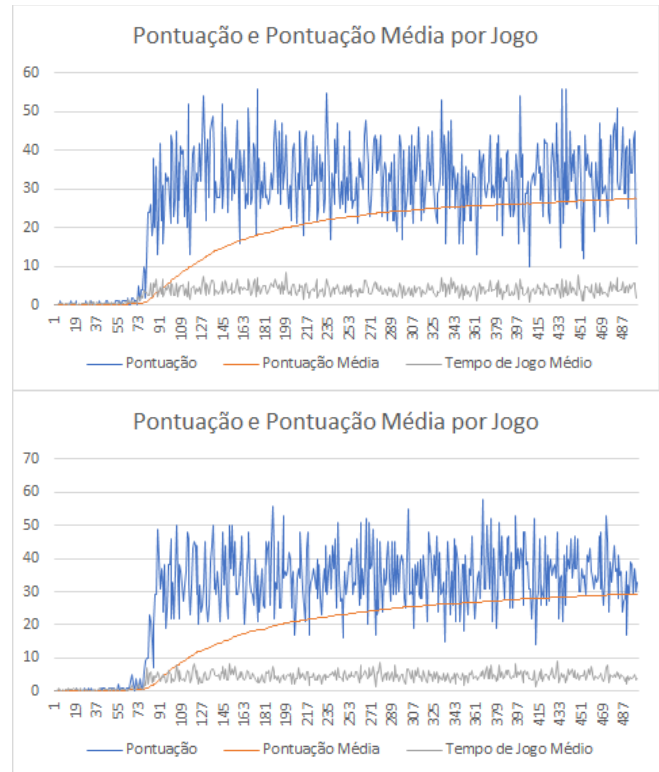 Pontuação e Pontuação Média por Jogo
60
50
40
30
20
10
0
1 19 37 55 73 91 109 127 145 163 181 199 217 235 253 271 289 307 325 343 361 379 397 415 433 451 469 487
Pontuação Pontuação Média Tempo de Jogo Médio
Pontuação e Pontuação Média por Jogo
70
60
50
40
30
20
10
0
1 19 37 55 73 91 109 127 145 163 181 199 217 235 253 271 289 307 325 343 361 379 397 415 433 451 469 487
Pontuação Pontuação Média Tempo de Jogo Médio